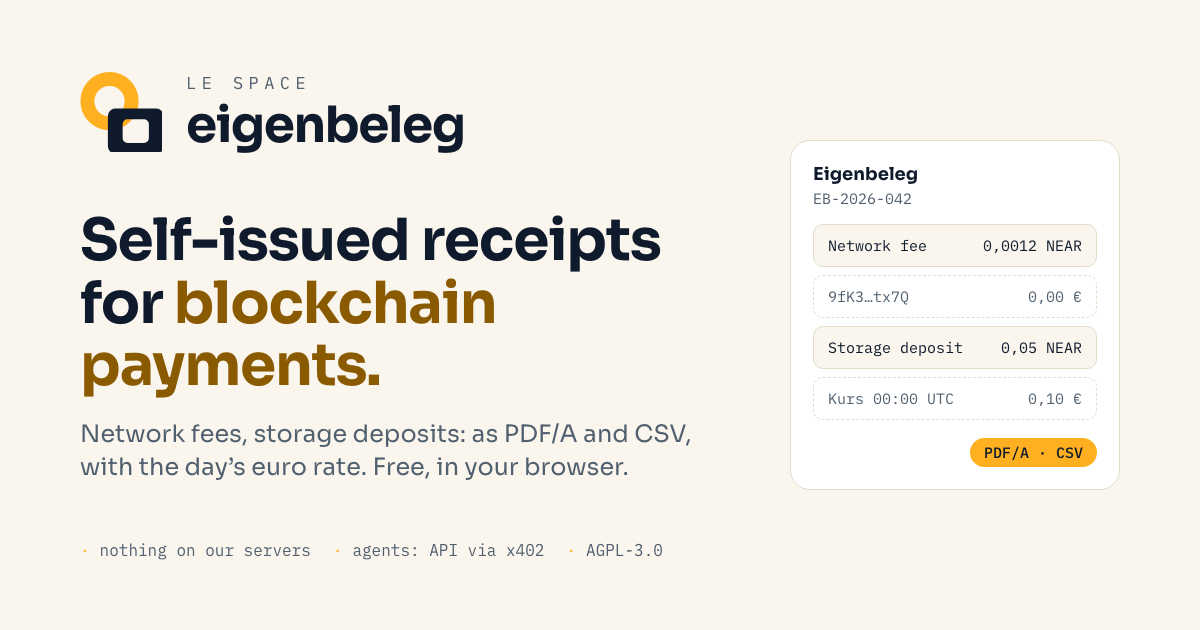 LE SPACE
eigenbeleg
Self-issued receipts
for blockchain
payments.
Network fees, storage deposits: as PDF/A and CSV,
with the day’s euro rate. Free, in your browser.
· nothing on our servers · agents: API via x402 · AGPL-3.0
Eigenbeleg
EB-2026-042
Network fee 0,0012 NEAR
9fK3…tx7Q 0,00 €
Storage deposit 0,05 NEAR
Kurs 00:00 UTC 0,10 €
PDF/A · CSV